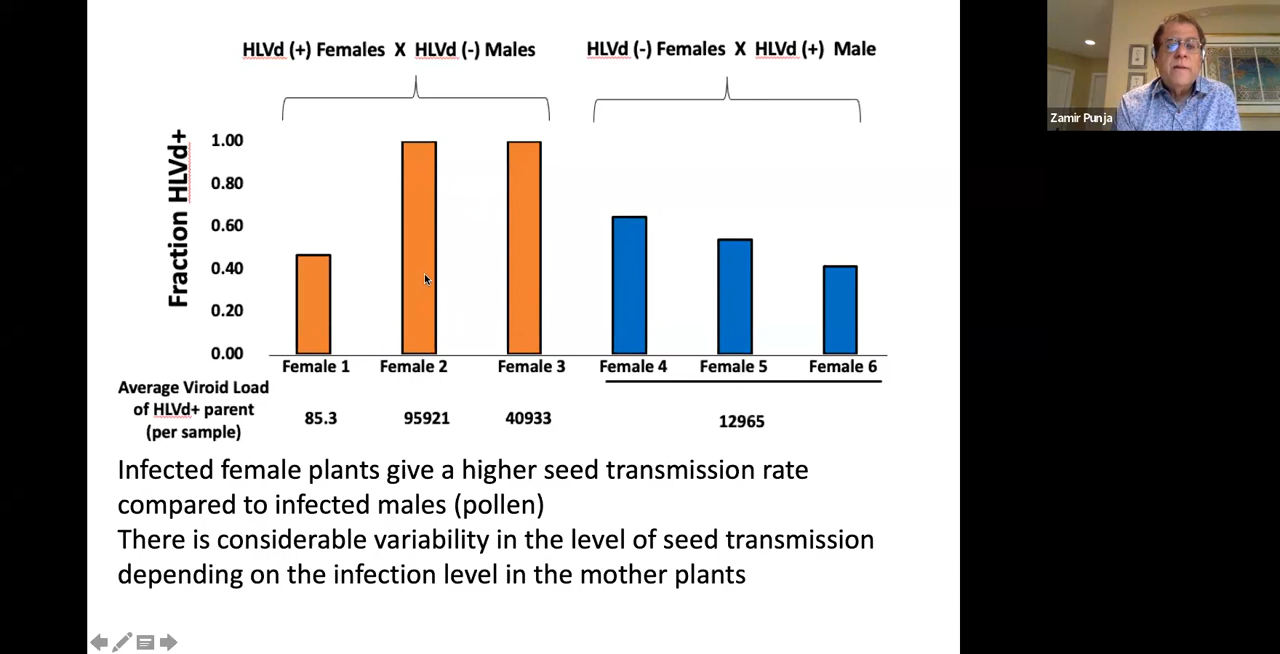 HLVd (+) Females X HLVd (-) Males
HLVd (-) Females X HLVd (+) Male
Zamir Punja
Fraction HLVd+
1.00
0.80
0.60
0.40
0.20
0.00
Female 1 Female 2 Female 3 Female 4 Female 5 Female 6
Average Viroid Load
of HLVd+ parent
(per sample)
85.3 95921 40933 12965
Infected female plants give a higher seed transmission rate
compared to infected males (pollen)
There is considerable variability in the level of seed transmission
depending on the infection level in the mother plants